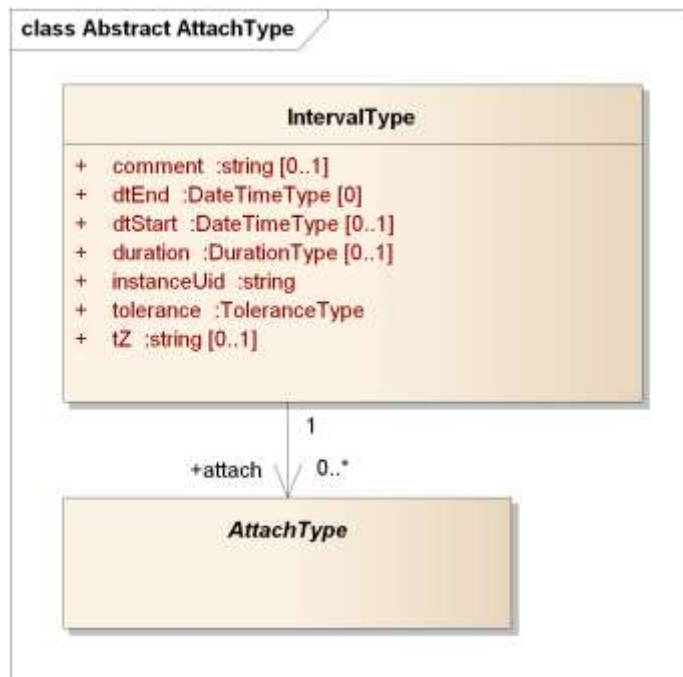 class Abstract AttachType
IntervalType
+ comment :string [0..1]
+ dtEnd :DateTimeType [0]
+ dtStart :DateTimeType [0..1]
+ duration :DurationType [0..1]
+ instanceUid :string
+ tolerance :ToleranceType
+ tZ :string [0..1]
1
+attach 0..*
AttachType